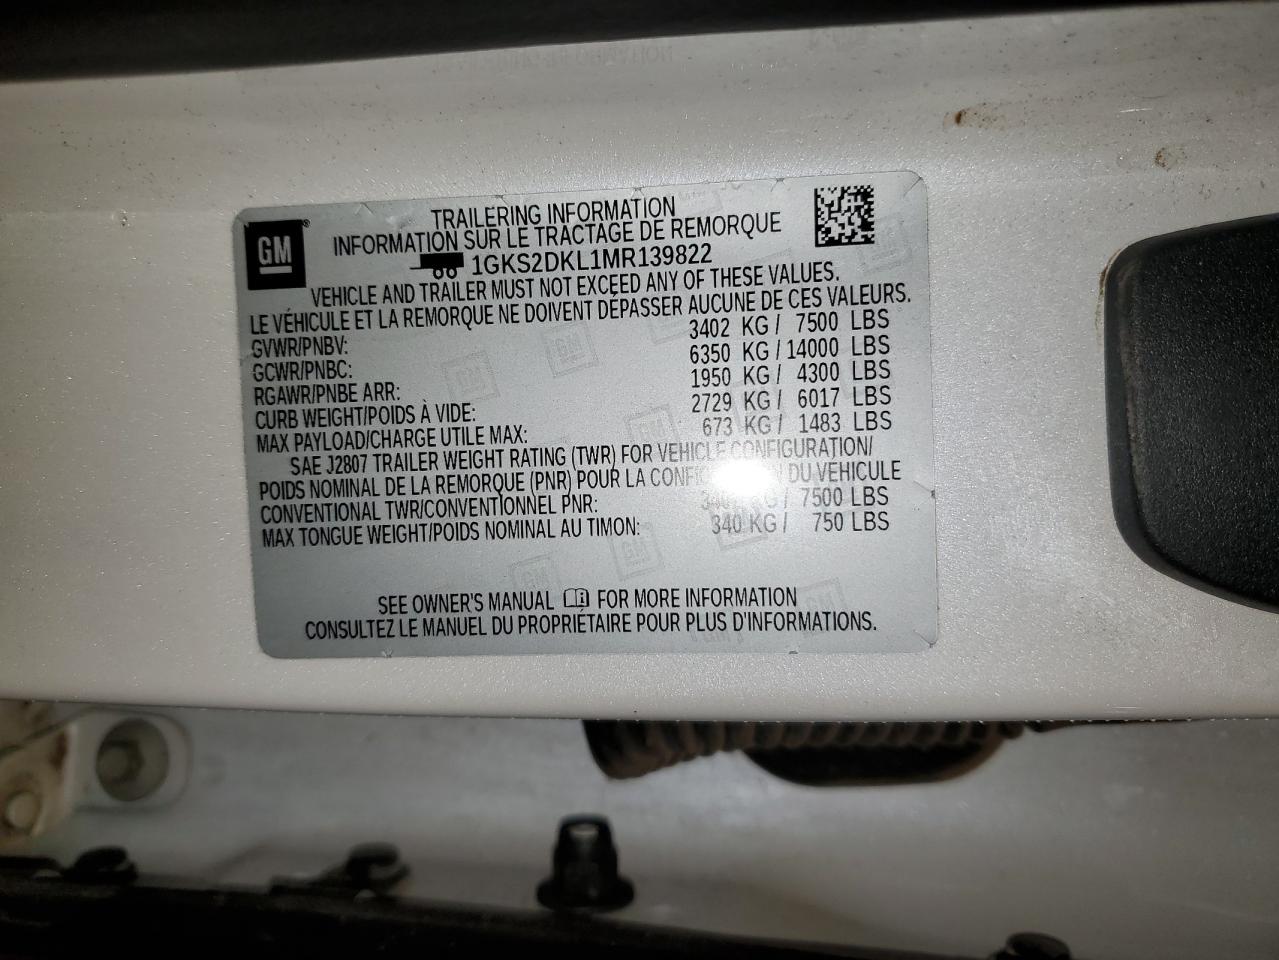 GM
TRAILERING INFORMATION
INFORMATION SUR LE TRACTAGE DE REMORQUE
1GKS2DKL1MR139822
VEHICLE AND TRAILER MUST NOT EXCEED ANY OF THESE VALUES.
LE VÉHICULE ET LA REMORQUE NE DOIVENT DÉPASSER AUCUNE DE CES VALEURS.
GVWR/PNBV: 3402 KG / 7500 LBS
GCWR/PNBC: 6350 KG / 14000 LBS
RGAWR/PNBE ARR: 1950 KG / 4300 LBS
CURB WEIGHT/POIDS À VIDE: 2729 KG / 6017 LBS
MAX PAYLOAD/CHARGE UTILE MAX: 673 KG / 1483 LBS
SAE J2807 TRAILER WEIGHT RATING (TWR) FOR VEHICLE CONFIGURATION/
POIDS NOMINAL DE LA REMORQUE (PNR) POUR LA DU VÉHICULE
CONVENTIONAL TWR/CONVENTIONNEL PNR: KG / 7500 LBS
MAX TONGUE WEIGHT/POIDS NOMINAL AU TIMON: 340 KG / 750 LBS
SEE OWNER'S MANUAL FOR MORE INFORMATION
CONSULTEZ LE MANUEL DU PROPRIÉTAIRE POUR PLUS D'INFORMATIONS.